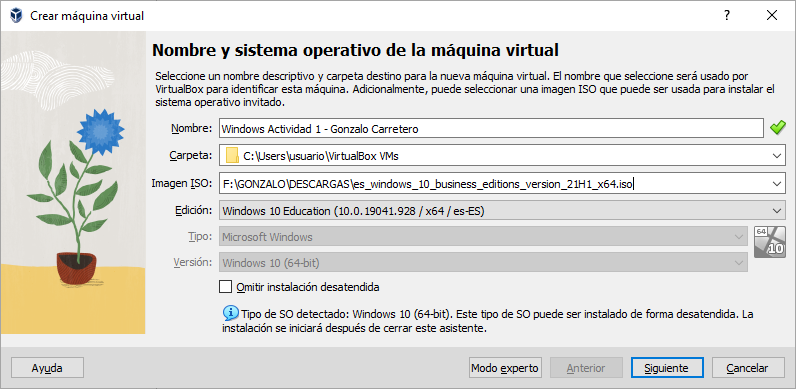 Crear máquina virtual
?
Nombre y sistema operativo de la máquina virtual
Seleccione un nombre descriptivo y carpeta destino para la nueva máquina virtual. El nombre que seleccione será usado por
VirtualBox para identificar esta máquina. Adicionalmente, puede seleccionar una imagen ISO que puede ser usada para instalar el
sistema operativo invitado.
Nombre: Windows Actividad 1 - Gonzalo Carretero
Carpeta: C:\Users\usuario\VirtualBox VMs
Imagen ISO: F:\GONZALO\DESCARGAS\es_windows_10_business_editions_version_21H1_x64.iso
Edición: Windows 10 Education (10.0.19041.928 / x64 / es-ES)
Tipo: Microsoft Windows
64
10
Versión: Windows 10 (64-bit)
Omitir instalación desatendida
Tipo de SO detectado: Windows 10 (64-bit). Este tipo de SO puede ser instalado de forma desatendida. La
instalación se iniciará después de cerrar este asistente.
Ayuda Modo experto Anterior Siguiente Cancelar